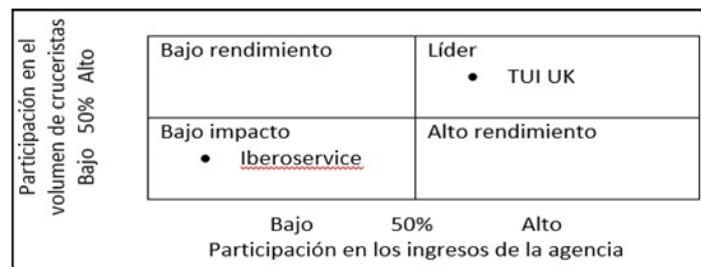 Participación en el
volumen de cruceristas
Bajo 50% Alto
Bajo rendimiento
Líder
• TUI UK
Bajo impacto
• Iberoservice
Alto rendimiento
Bajo 50% Alto
Participación en los ingresos de la agencia